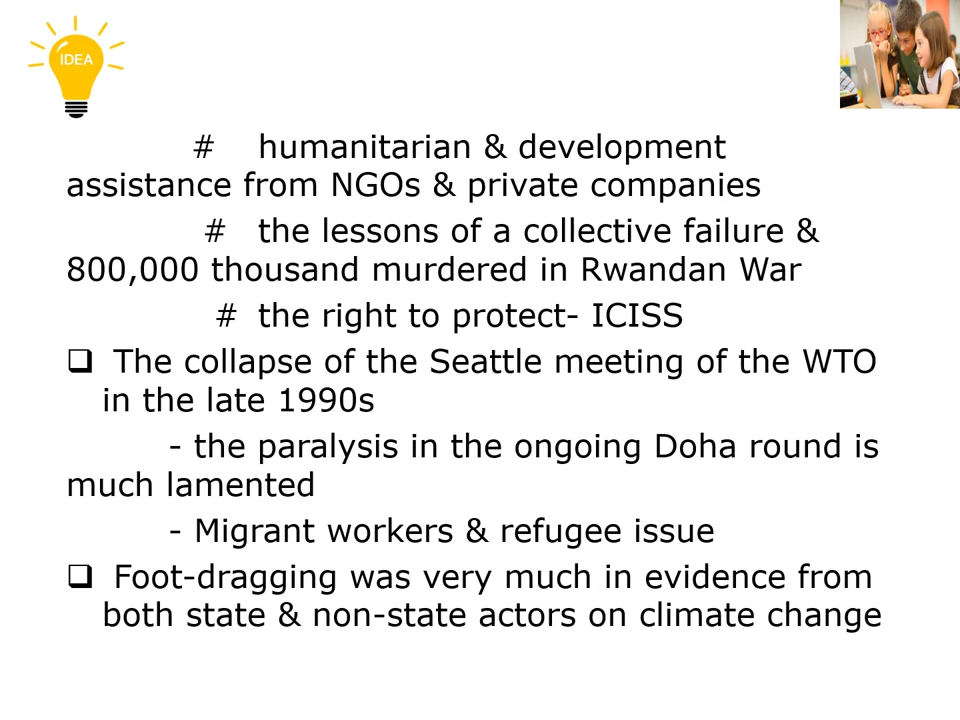 IDEA
# humanitarian & development
assistance from NGOs & private companies
# the lessons of a collective failure &
800,000 thousand murdered in Rwandan War
# the right to protect- ICISS
❑ The collapse of the Seattle meeting of the WTO
in the late 1990s
- the paralysis in the ongoing Doha round is
much lamented
- Migrant workers & refugee issue
❑ Foot-dragging was very much in evidence from
both state & non-state actors on climate change